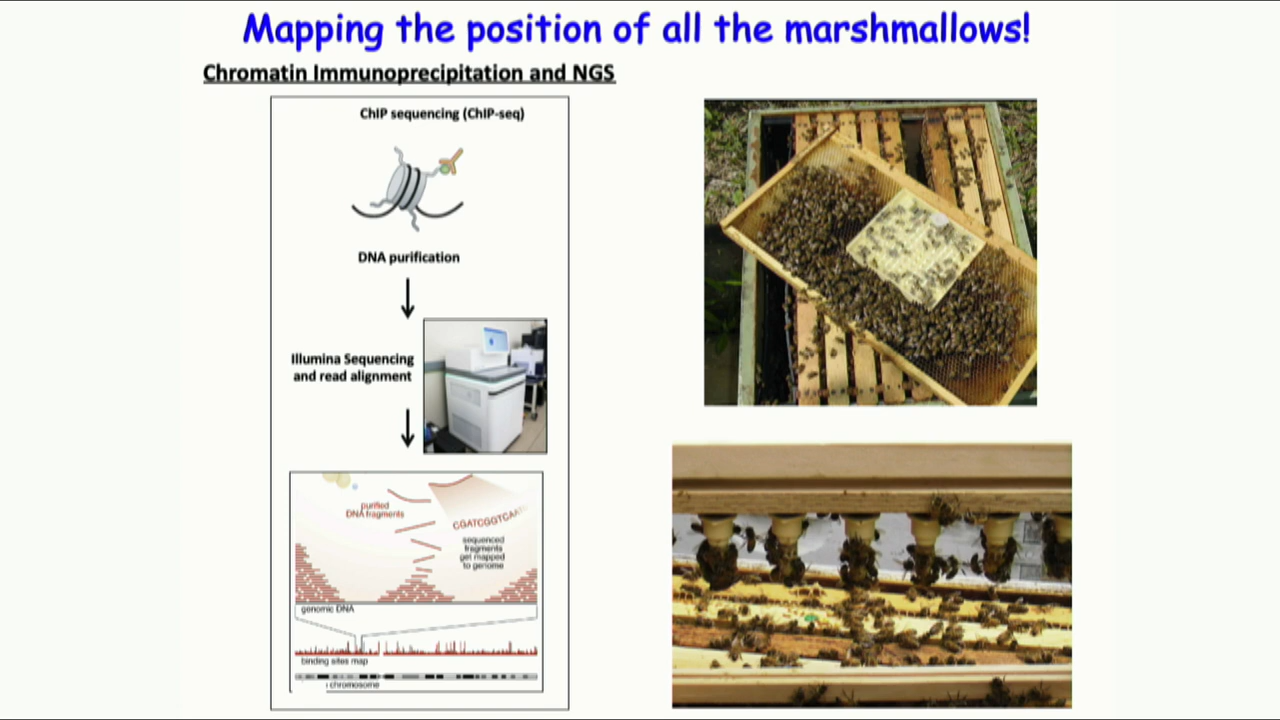 Mapping the position of all the marshmallows!
Chromatin Immunoprecipitation and NGS
ChIP sequencing (ChIP-seq)
DNA purification
Illumina Sequencing
and read alignment
purified
DNA fragments
CGATCGGTCAA
sequenced
fragments
get mapped
to genome
genomic DNA
binding sites map
chromosome